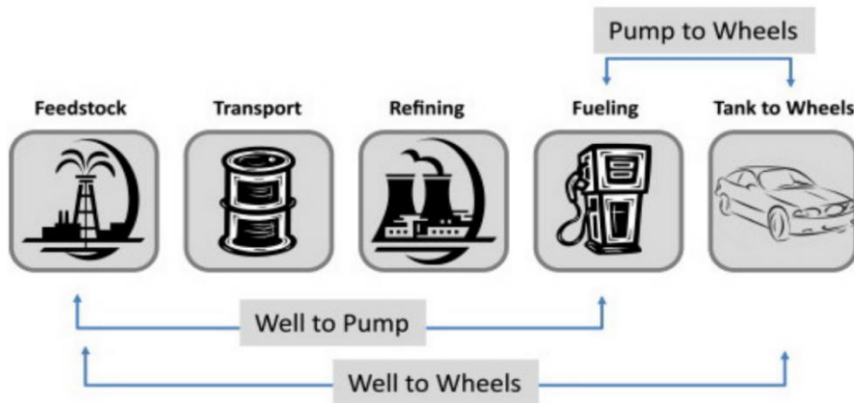 Pump to Wheels
Feedstock
Transport
Refining
Fueling
Tank to Wheels
Well to Pump
Well to Wheels